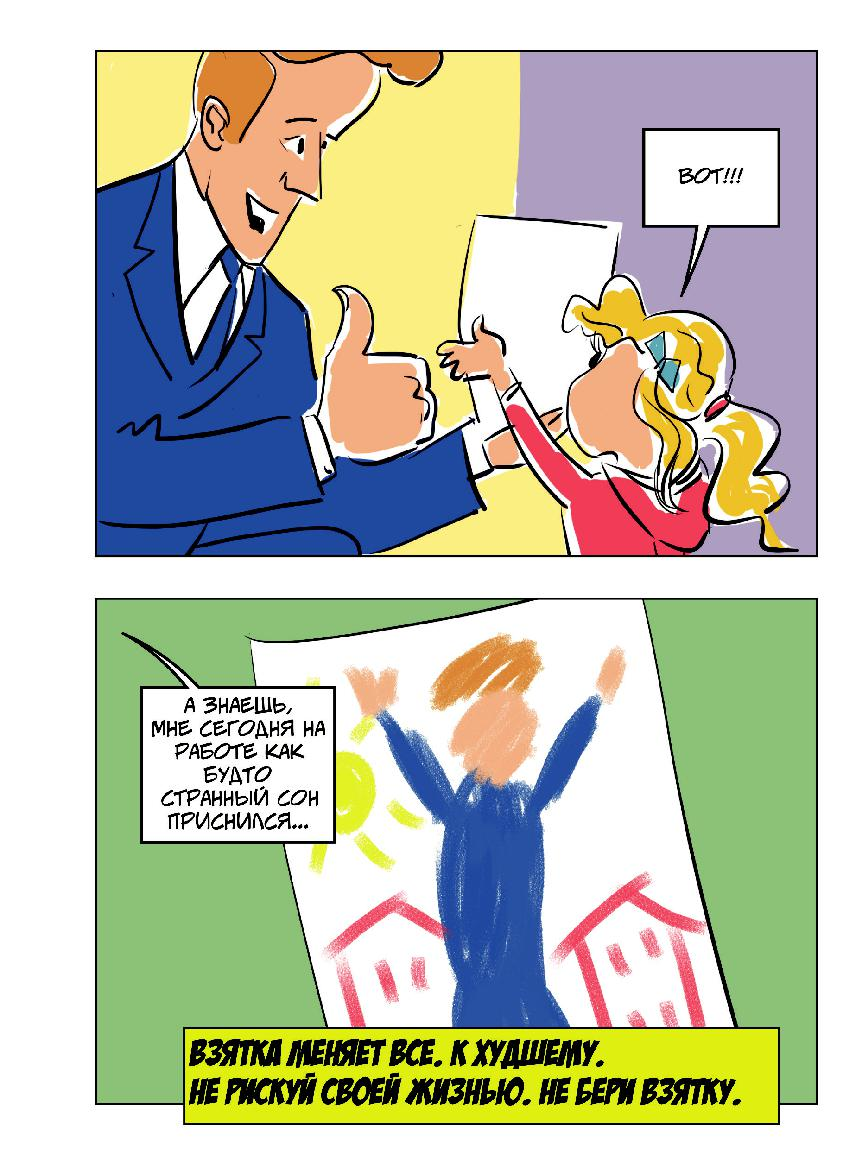 ВОТ!!!
А ЗНАЕШЬ,
МНЕ СЕГОДНЯ НА
РАБОТЕ КАК
БУДТО
СТРАННЫЙ СОН
ПРИСНИЛСЯ...
ВЗЯТКА МЕНЯЕТ ВСЕ. К ХУДШЕМУ.
НЕ РИСКУЙ СВОЕЙ ЖИЗНЬЮ. НЕ БЕРИ ВЗЯТКУ.